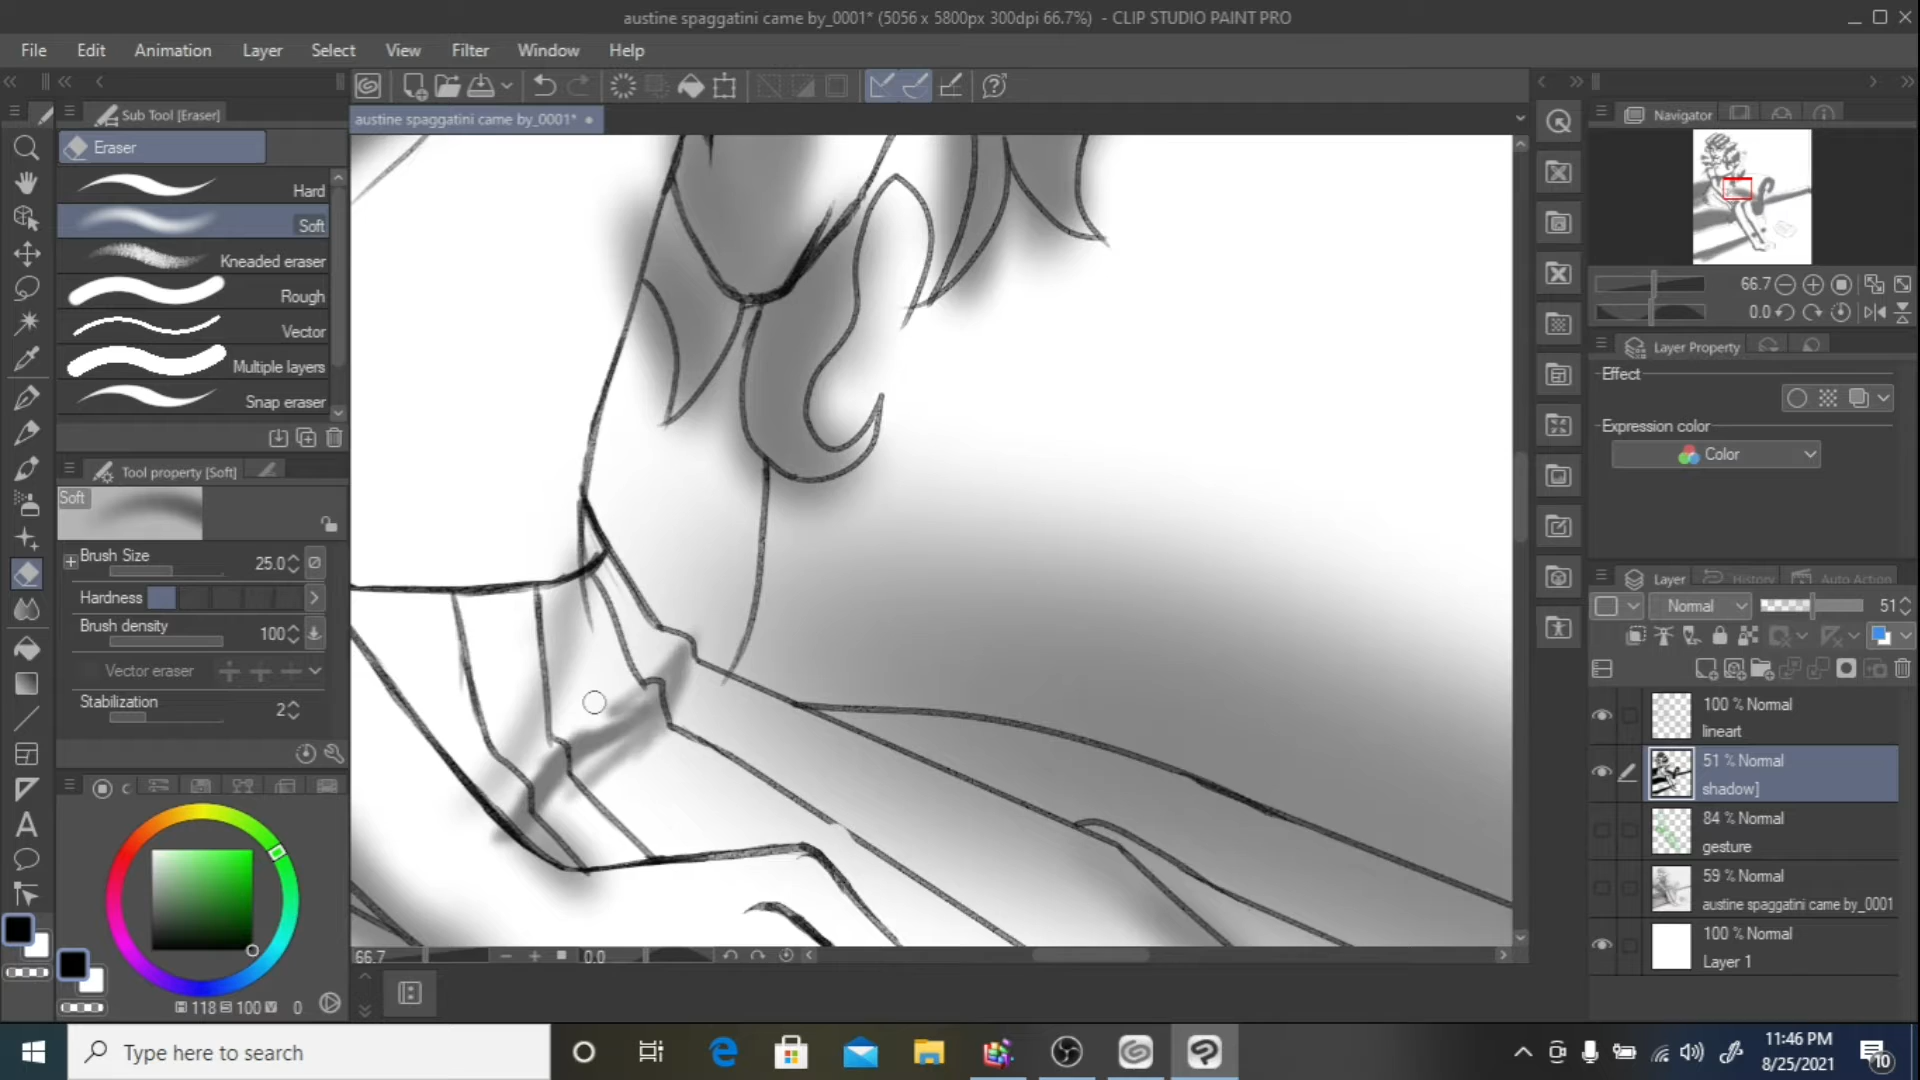 austine spaggatini came by_0001* (5056 x 5800px 300dpi 66.7%) - CLIP STUDIO PAINT PRO
File Edit Animation Layer Select View Filter Window Help
Sub Tool [Eraser]
austine spaggatini came by_0001*
Navigator
Eraser
Hard
Soft
Kneaded eraser
Rough
Vector
Multiple layers
Snap eraser
66.7
0.0
Layer Property
Effect
Expression color
Color
Tool property [Soft]
Soft
Brush Size 25.0
Hardness
Brush density 100
Vector eraser
Stabilization 2
Layer History Auto Action
Normal 51
100 % Normal
lineart
51 % Normal
shadow]
84 % Normal
gesture
59 % Normal
austine spaggatini came by_0001
100 % Normal
Layer 1
66.7 0.0
118 100 0
Type here to search
11:46 PM
8/25/2021
10